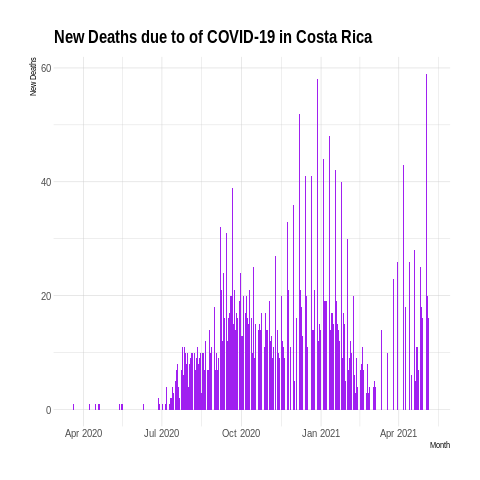 New Deaths due to of COVID-19 in Costa Rica
New Deaths
60
40
20
0
Apr 2020 Jul 2020 Oct 2020 Jan 2021 Apr 2021
Month